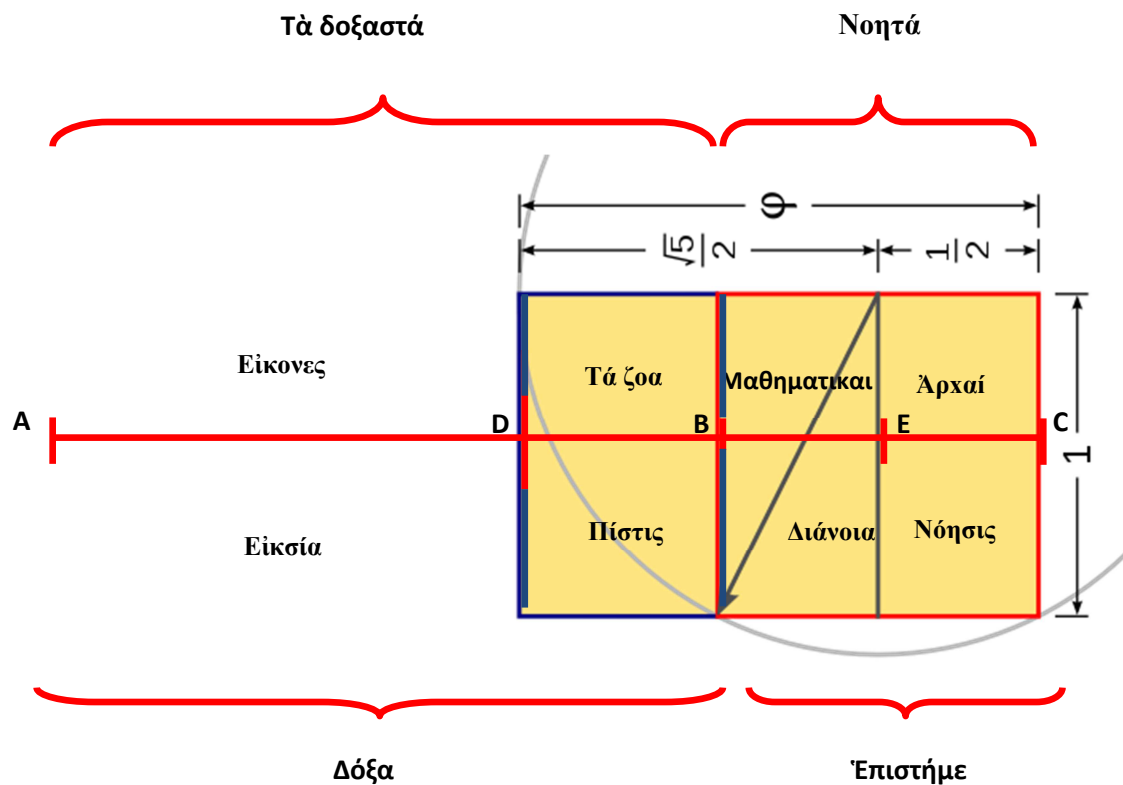 Τὰ δοξαστά
Νοητά
φ
√5/2
1/2
Εἰκονες
Τά ζοα
Μαθηματικαι
Ἀρχαί
A
D
B
E
C
1
Εἰκσία
Πίστις
Διάνοια
Νόησις
Δόξα
Ἐπιστήμε